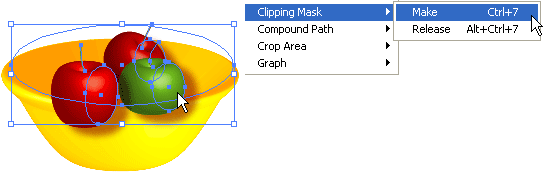 Clipping Mask
Compound Path
Crop Area
Graph
Make Ctrl+7
Release Alt+Ctrl+7